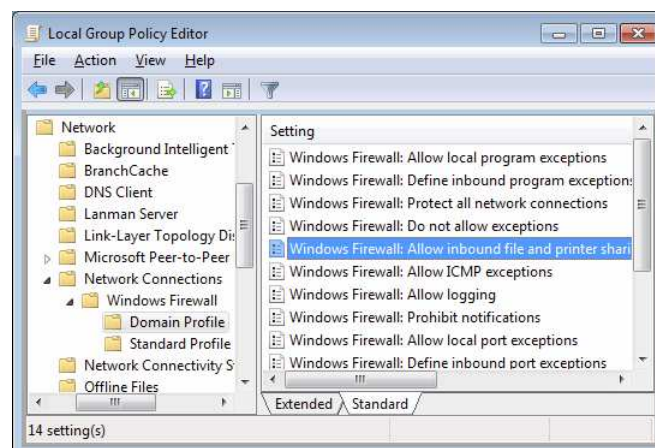 Local Group Policy Editor
File Action View Help
Network
Background Intelligent
BranchCache
DNS Client
Lanman Server
Link-Layer Topology Dis
Microsoft Peer-to-Peer
Network Connections
Windows Firewall
Domain Profile
Standard Profile
Network Connectivity S
Offline Files
Setting
Windows Firewall: Allow local program exceptions
Windows Firewall: Define inbound program exceptions
Windows Firewall: Protect all network connections
Windows Firewall: Do not allow exceptions
Windows Firewall: Allow inbound file and printer shari
Windows Firewall: Allow ICMP exceptions
Windows Firewall: Allow logging
Windows Firewall: Prohibit notifications
Windows Firewall: Allow local port exceptions
Windows Firewall: Define inbound port exceptions
Extended Standard
14 setting(s)